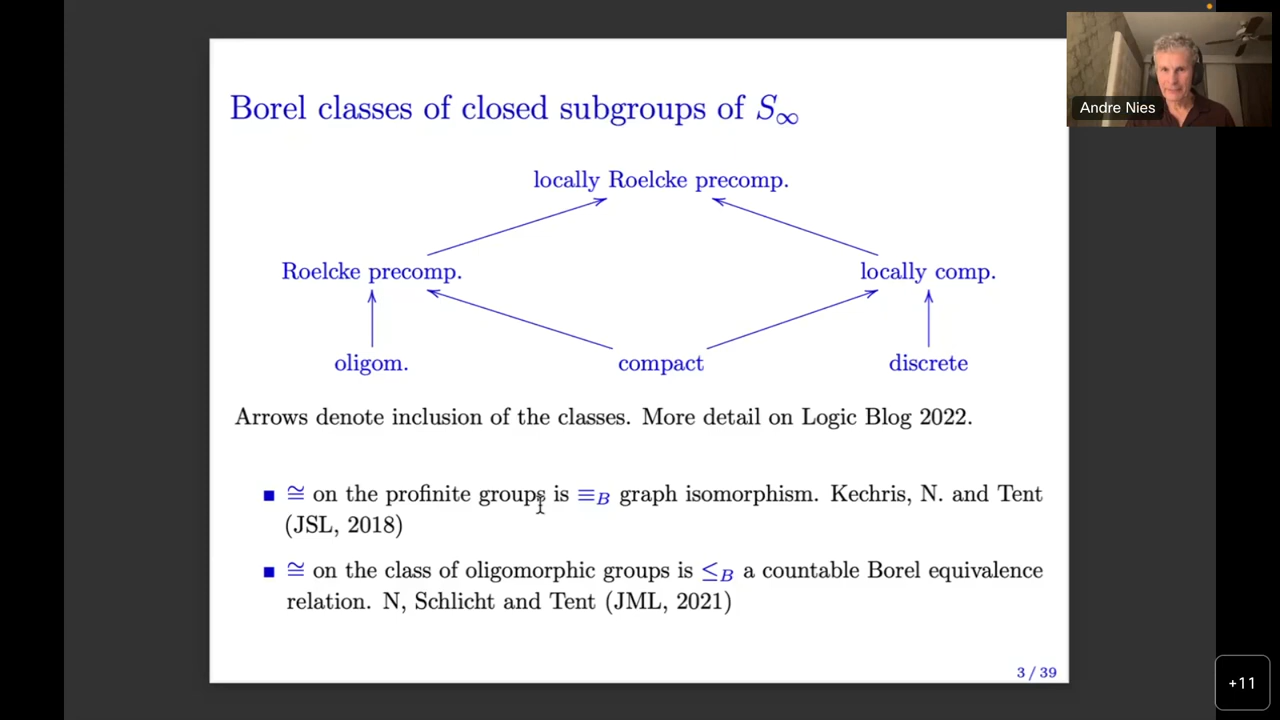 Borel classes of closed subgroups of S∞
Andre Nies
locally Roelcke precomp.
Roelcke precomp.
locally comp.
oligom.
compact
discrete
Arrows denote inclusion of the classes. More detail on Logic Blog 2022.
■ ≅ on the profinite groups is ≡B graph isomorphism. Kechris, N. and Tent
(JSL, 2018)
■ ≅ on the class of oligomorphic groups is ≤B a countable Borel equivalence
relation. N, Schlicht and Tent (JML, 2021)
3 / 39
+11